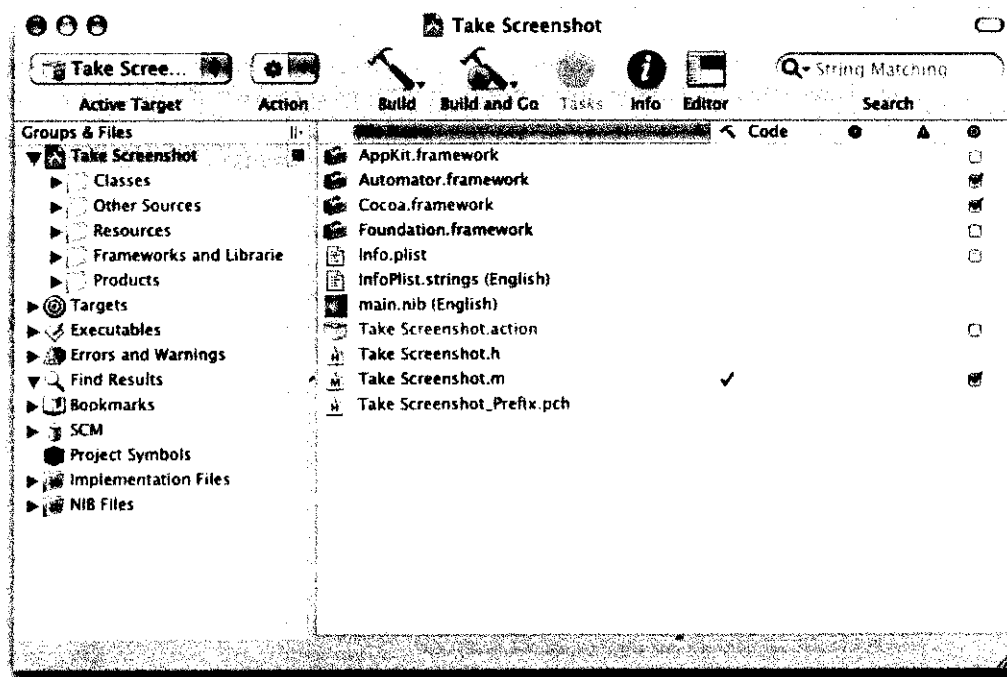 Take Screenshot
Take Scree...
String Matching
Active Target Action Build Build and Go Tasks Info Editor Search
Groups & Files
Code
Take Screenshot
Classes
Other Sources
Resources
Frameworks and Librarie
Products
Targets
Executables
Errors and Warnings
Find Results
Bookmarks
SCM
Project Symbols
Implementation Files
NIB Files
AppKit.framework
Automator.framework
Cocoa.framework
Foundation.framework
Info.plist
InfoPlist.strings (English)
main.nib (English)
Take Screenshot.action
Take Screenshot.h
Take Screenshot.m
Take Screenshot_Prefix.pch